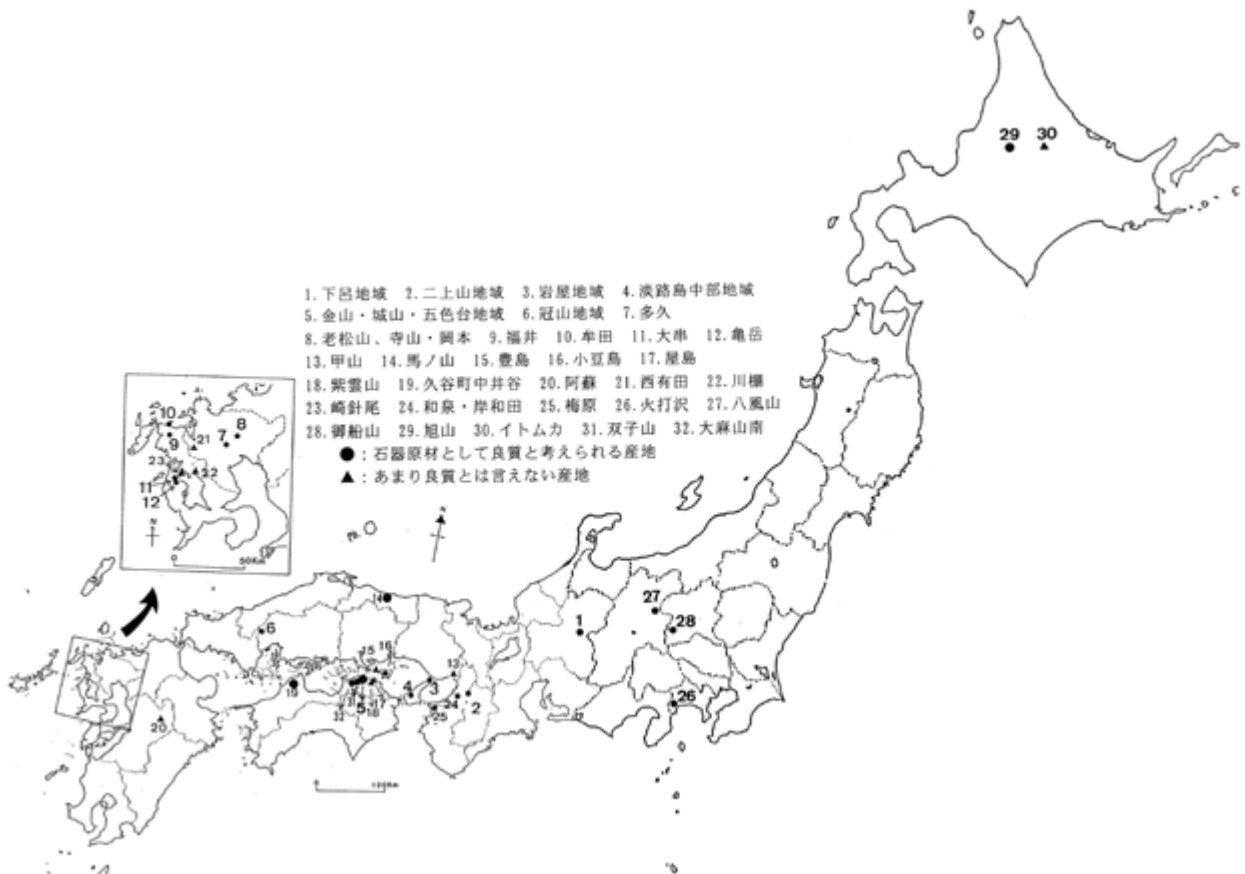 1.下呂地域 2.二上山地域 3.岩屋地域 4.淡路島中部地域
5.金山・城山・五色台地域 6.冠山地域 7.多久
8.老松山、寺山・岡本 9.福井 10.牟田 11.大串 12.亀岳
13.甲山 14.馬ノ山 15.豊島 16.小豆島 17.屋島
18.紫雲山 19.久谷町中井谷 20.阿蘇 21.西有田 22.川棚
23.崎針尾 24.和泉・岸和田 25.梅原 26.火打沢 27.八風山
28.御船山 29.旭山 30.イトムカ 31.双子山 32.大麻山南
●:石器原材として良質と考えられる産地
▲:あまり良質とは言えない産地
29 30
10
21
8
7
9
23
22
11
12
N
0 50Km
N
14
6
27
1
28
15 16
13
19
4
3
5
17
18
24
2
25
32
26
20
0 100Km